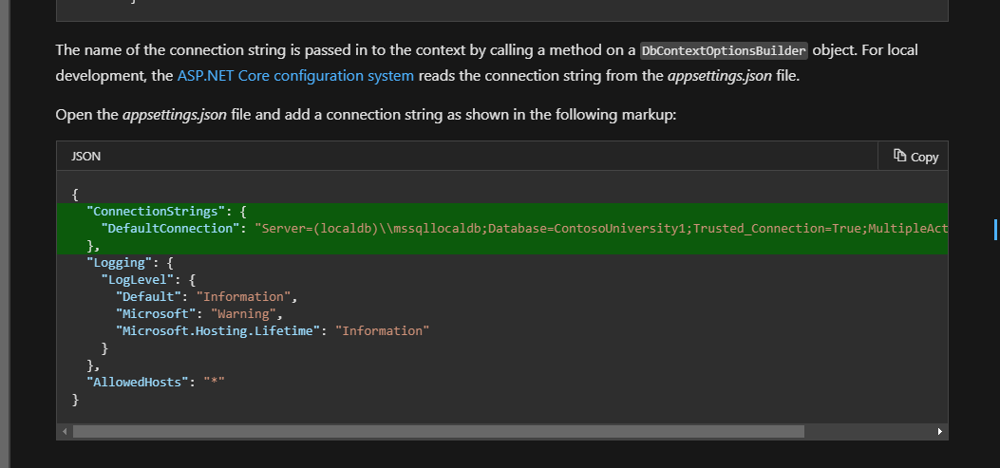 }
The name of the connection string is passed in to the context by calling a method on a DbContextOptionsBuilder object. For local
development, the ASP.NET Core configuration system reads the connection string from the appsettings.json file.
Open the appsettings.json file and add a connection string as shown in the following markup:
JSON
Copy
{
  "ConnectionStrings": {
    "DefaultConnection": "Server=(localdb)\\mssqllocaldb;Database=ContosoUniversity1;Trusted_Connection=True;MultipleAct
  },
  "Logging": {
    "LogLevel": {
      "Default": "Information",
      "Microsoft": "Warning",
      "Microsoft.Hosting.Lifetime": "Information"
    }
  },
  "AllowedHosts": "*"
}